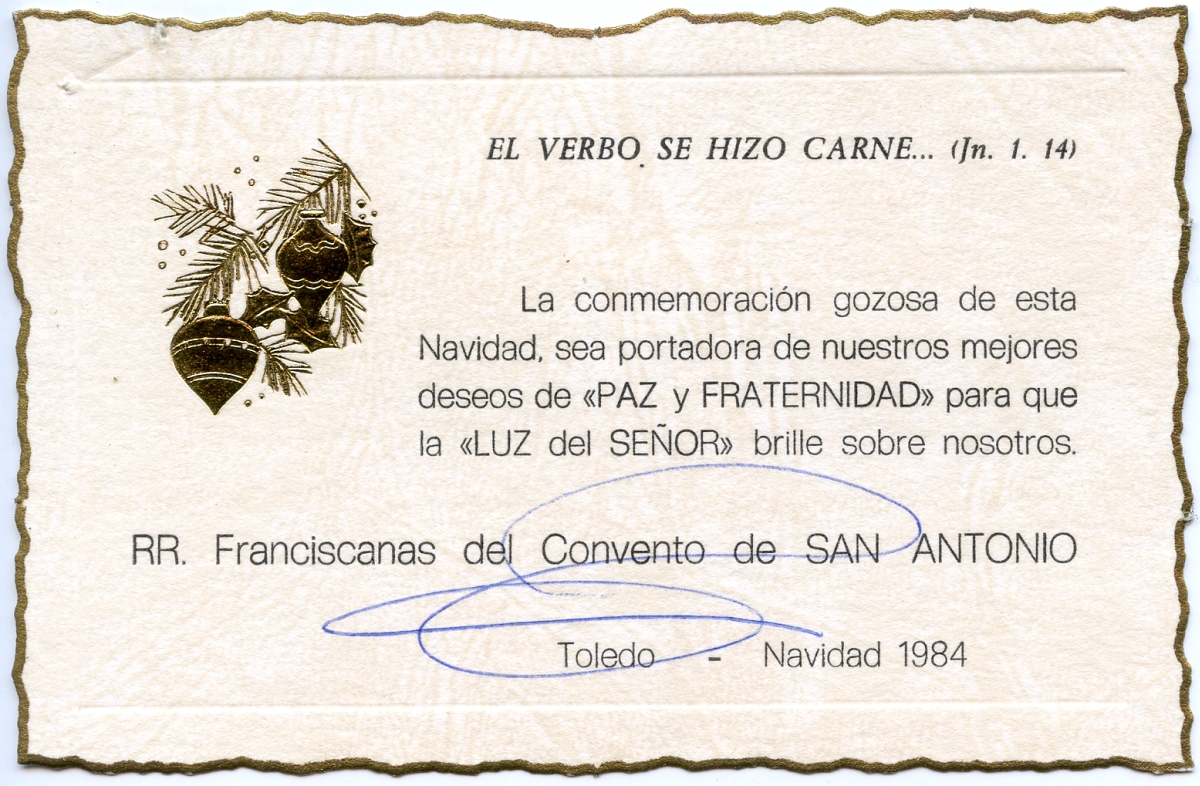 EL VERBO SE HIZO CARNE... (Jn. 1. 14)
La conmemoración gozosa de esta
Navidad, sea portadora de nuestros mejores
deseos de «PAZ y FRATERNIDAD» para que
la «LUZ del SEÑOR» brille sobre nosotros.
RR. Franciscanas del Convento de SAN ANTONIO
Toledo - Navidad 1984